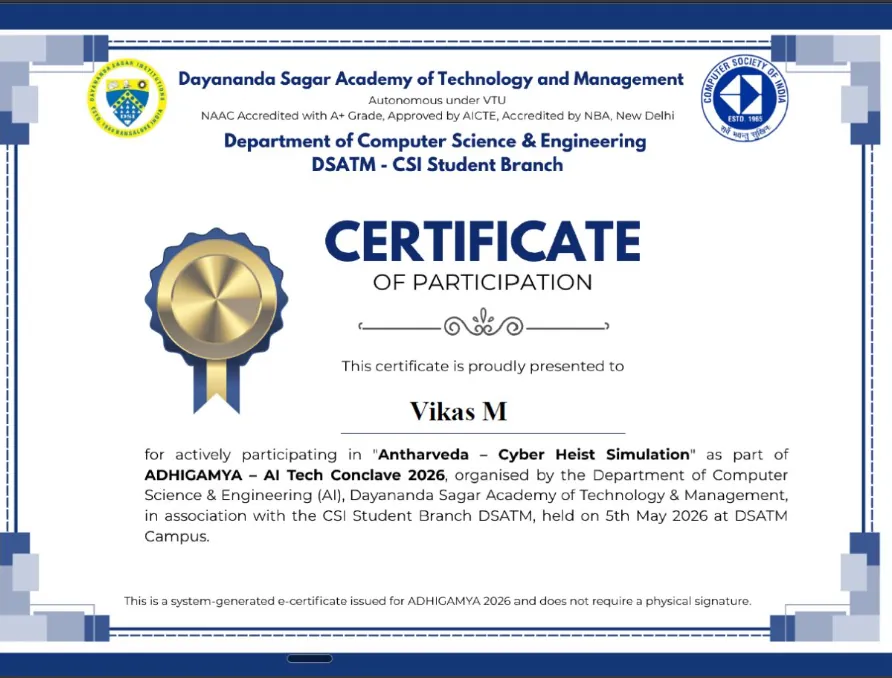 Dayananda Sagar Academy of Technology and Management
Autonomous under VTU
NAAC Accredited with A+ Grade, Approved by AICTE, Accredited by NBA, New Delhi
Department of Computer Science & Engineering
DSATM - CSI Student Branch
DAYANANDA SAGAR INSTITUTIONS
DSI
COMPUTER SOCIETY OF INDIA
ESTD. 1965
CERTIFICATE
OF PARTICIPATION
This certificate is proudly presented to
Vikas M
for actively participating in "Antharveda – Cyber Heist Simulation" as part of
ADHIGAMYA – AI Tech Conclave 2026, organised by the Department of Computer
Science & Engineering (AI), Dayananda Sagar Academy of Technology & Management,
in association with the CSI Student Branch DSATM, held on 5th May 2026 at DSATM
Campus.
This is a system-generated e-certificate issued for ADHIGAMYA 2026 and does not require a physical signature.